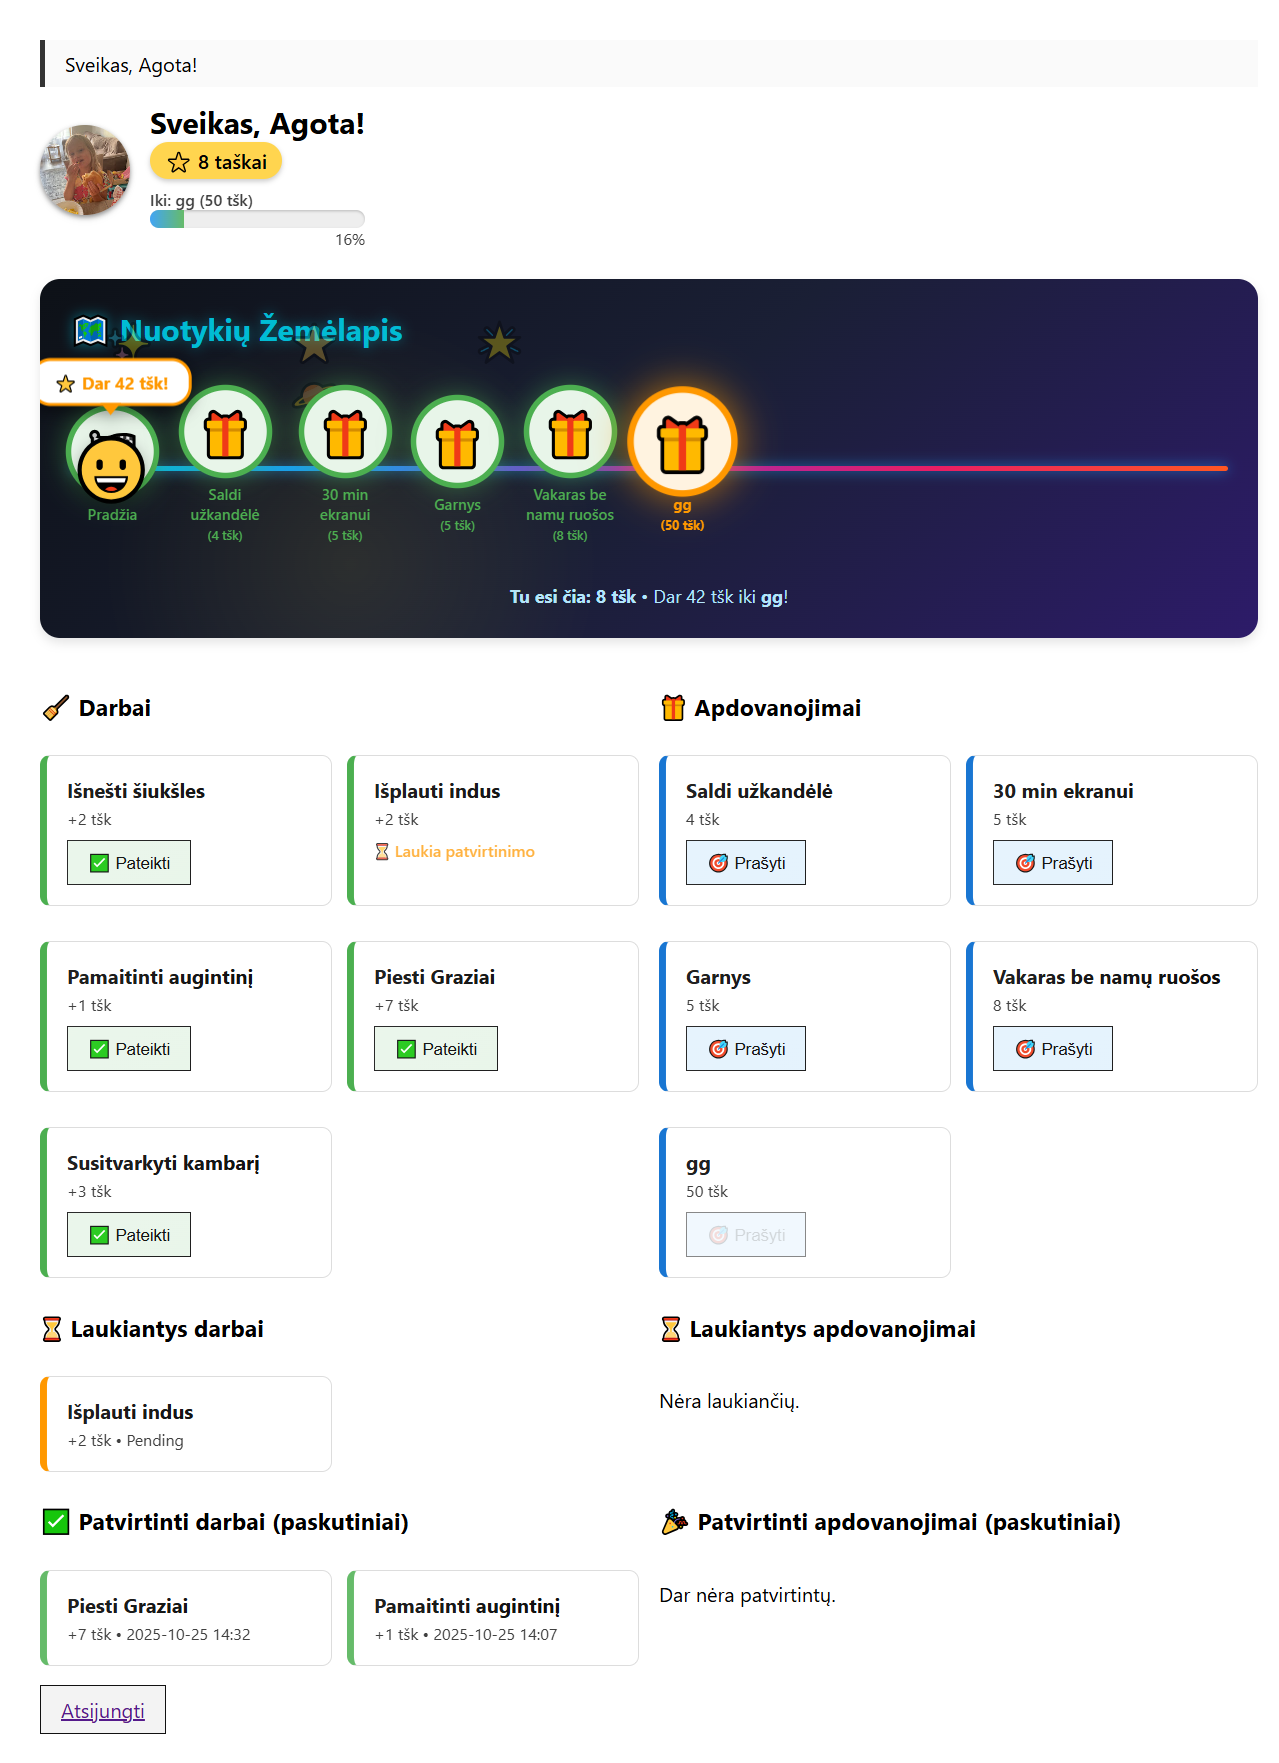 Sveikas, Agota!
Sveikas, Agota!
8 taškai
Iki: gg (50 tšk)
16%
Nuotykių Žemėlapis
Dar 42 tšk!
Pradžia
Saldi
užkandėlė
(4 tšk)
30 min
ekranui
(5 tšk)
Garnys
(5 tšk)
Vakaras be
namų ruošos
(8 tšk)
gg
(50 tšk)
Tu esi čia: 8 tšk • Dar 42 tšk iki gg!
Darbai
Išnešti šiukšles
+2 tšk
Pateikti
Išplauti indus
+2 tšk
Laukia patvirtinimo
Pamaitinti augintinį
+1 tšk
Pateikti
Piesti Graziai
+7 tšk
Pateikti
Susitvarkyti kambarį
+3 tšk
Pateikti
Apdovanojimai
Saldi užkandėlė
4 tšk
Prašyti
30 min ekranui
5 tšk
Prašyti
Garnys
5 tšk
Prašyti
Vakaras be namų ruošos
8 tšk
Prašyti
gg
50 tšk
Prašyti
Laukiantys darbai
Išplauti indus
+2 tšk • Pending
Laukiantys apdovanojimai
Nėra laukiančių.
Patvirtinti darbai (paskutiniai)
Piesti Graziai
+7 tšk • 2025-10-25 14:32
Pamaitinti augintinį
+1 tšk • 2025-10-25 14:07
Patvirtinti apdovanojimai (paskutiniai)
Dar nėra patvirtintų.
Atsijungti